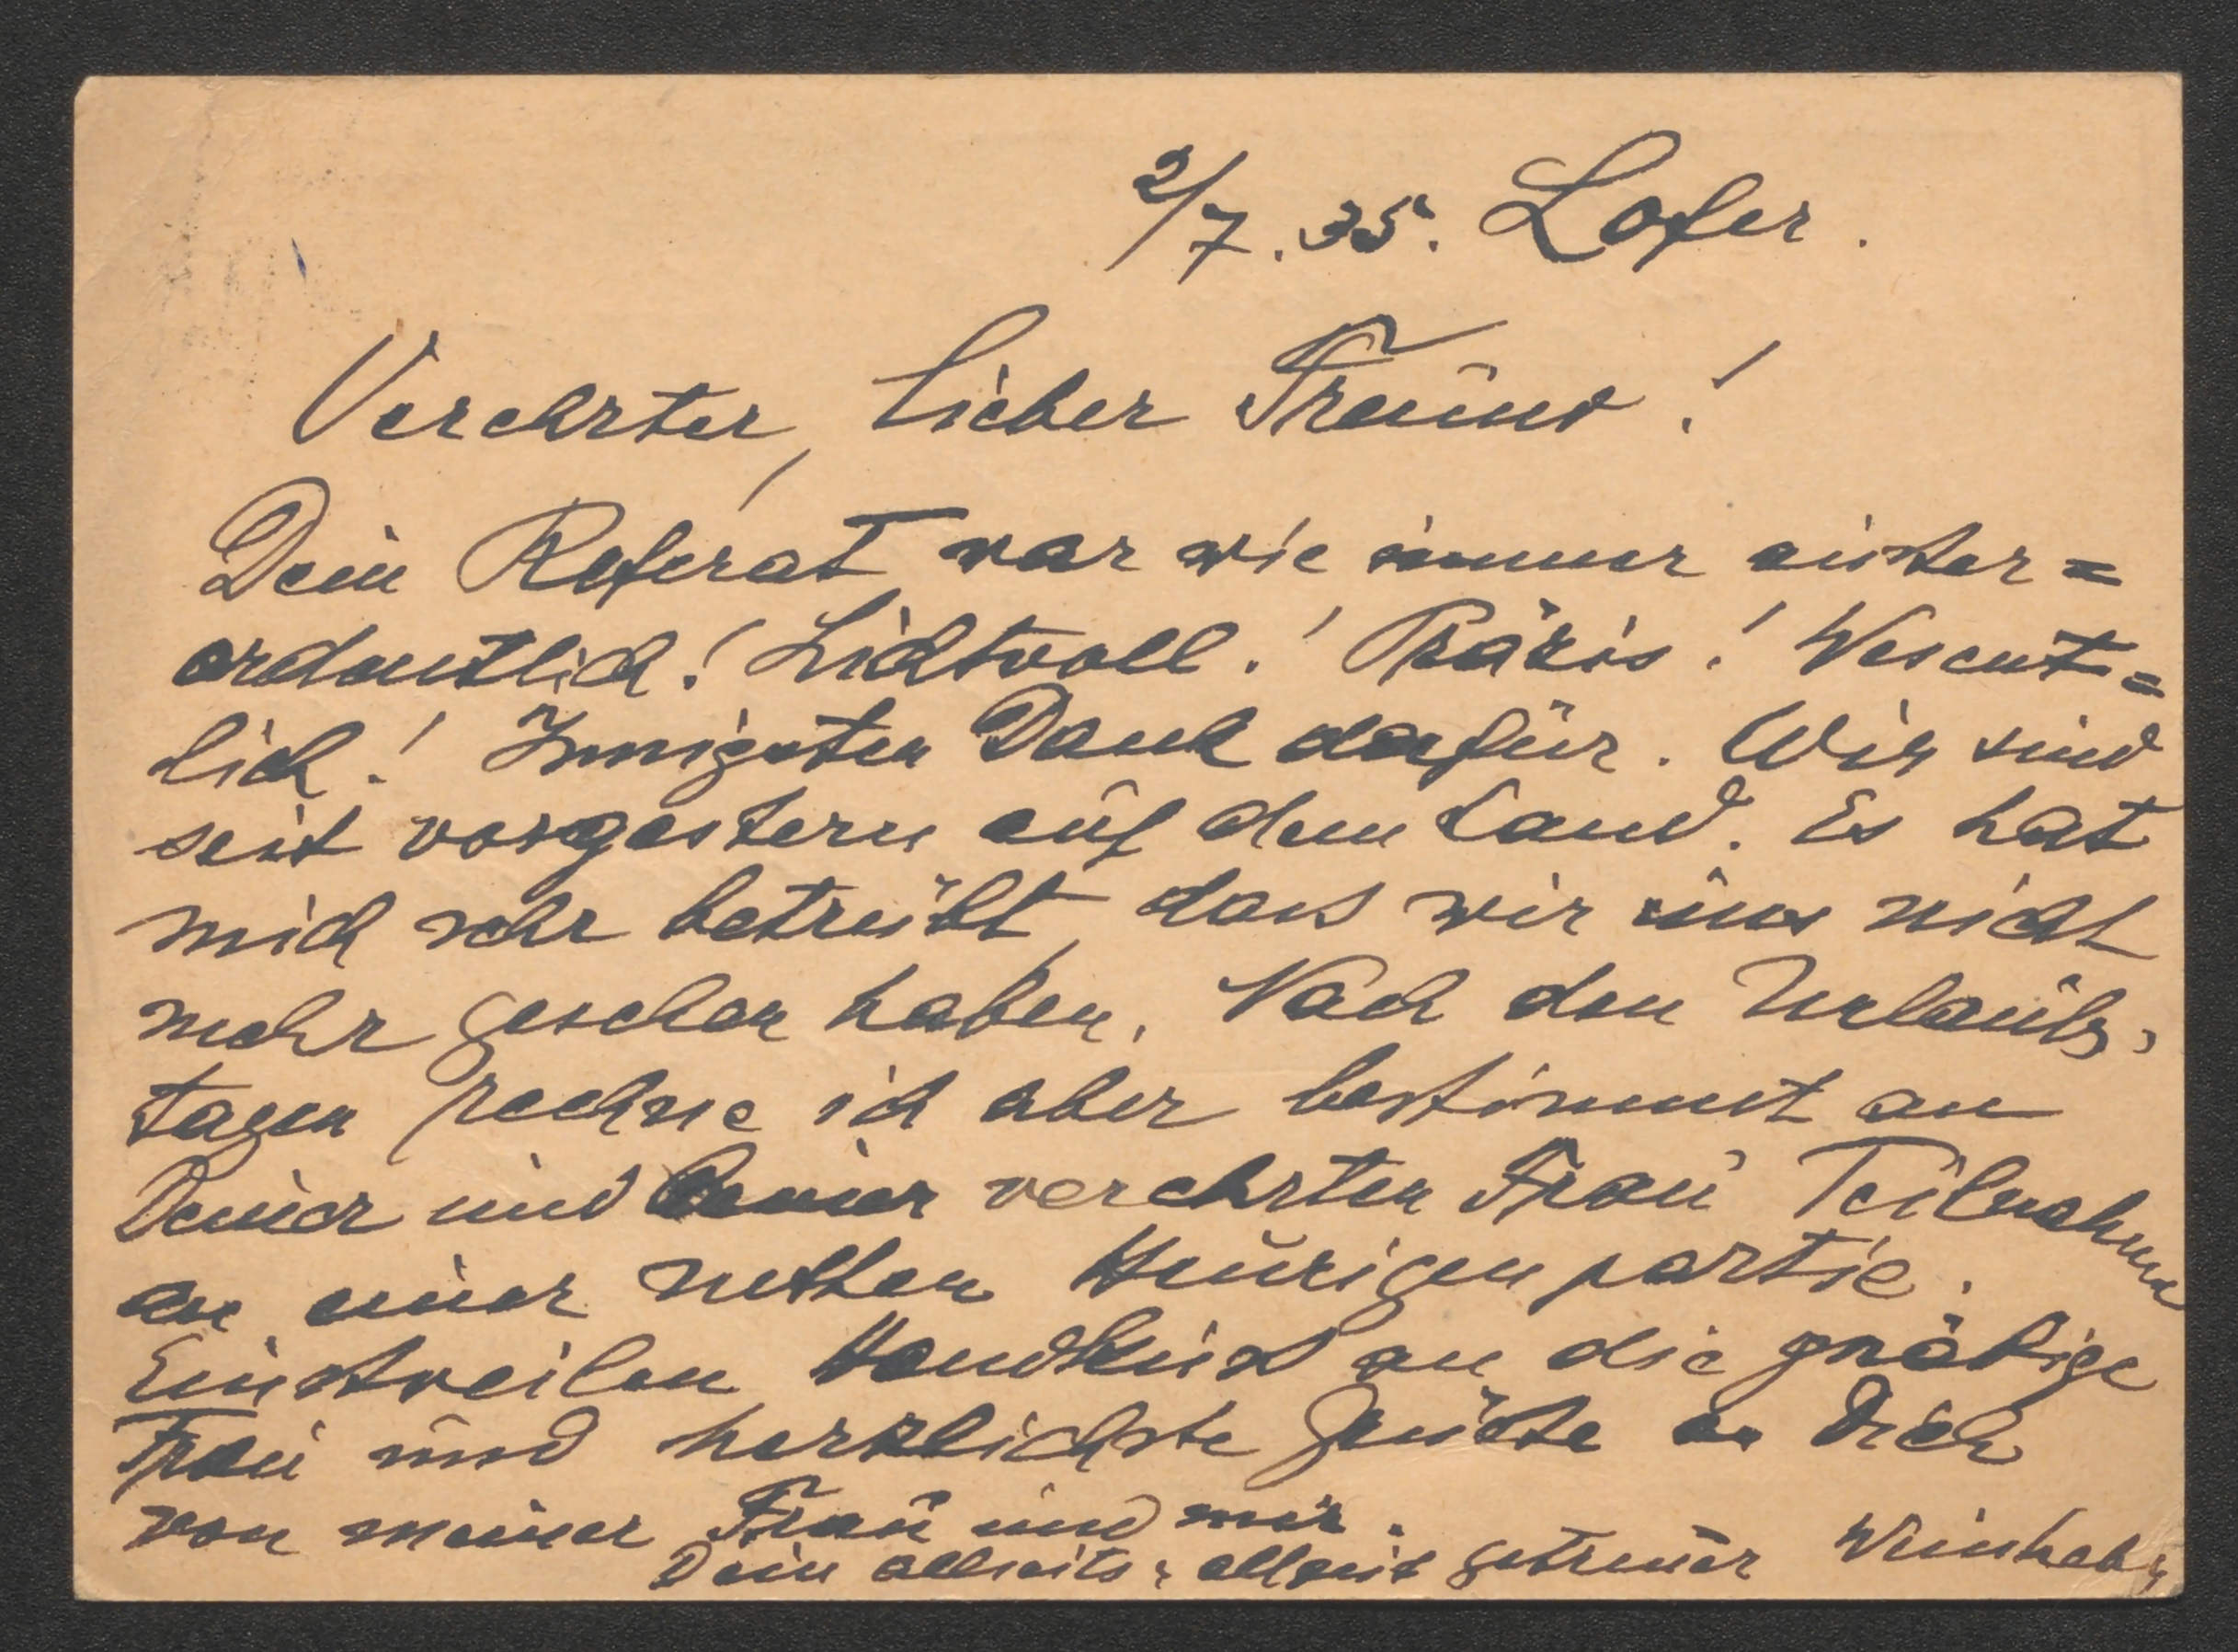 2/7. 35. Lofer.
Verehrter, lieber Freund!
Dein Referat war wie immer außer=
ordentlich! Lichtvoll! Präzis! Wesent=
lich! Innigsten Dank dafür. Wir sind
seit vorgestern auf dem Land. Es hat
mich sehr betrübt, dass wir uns nicht
mehr gesehen haben. Nach den Urlaubs-
tagen rechne ich aber bestimmt an
Deiner und Deiner verehrten Frau Teilnahme
an einer netten Heurigenpartie.
Einstweilen Handkuß an die gnädige
Frau und herzlichste Grüße an Dich
von meiner Frau und mir.
Dein allseits, allzeit getreuer Weinheber